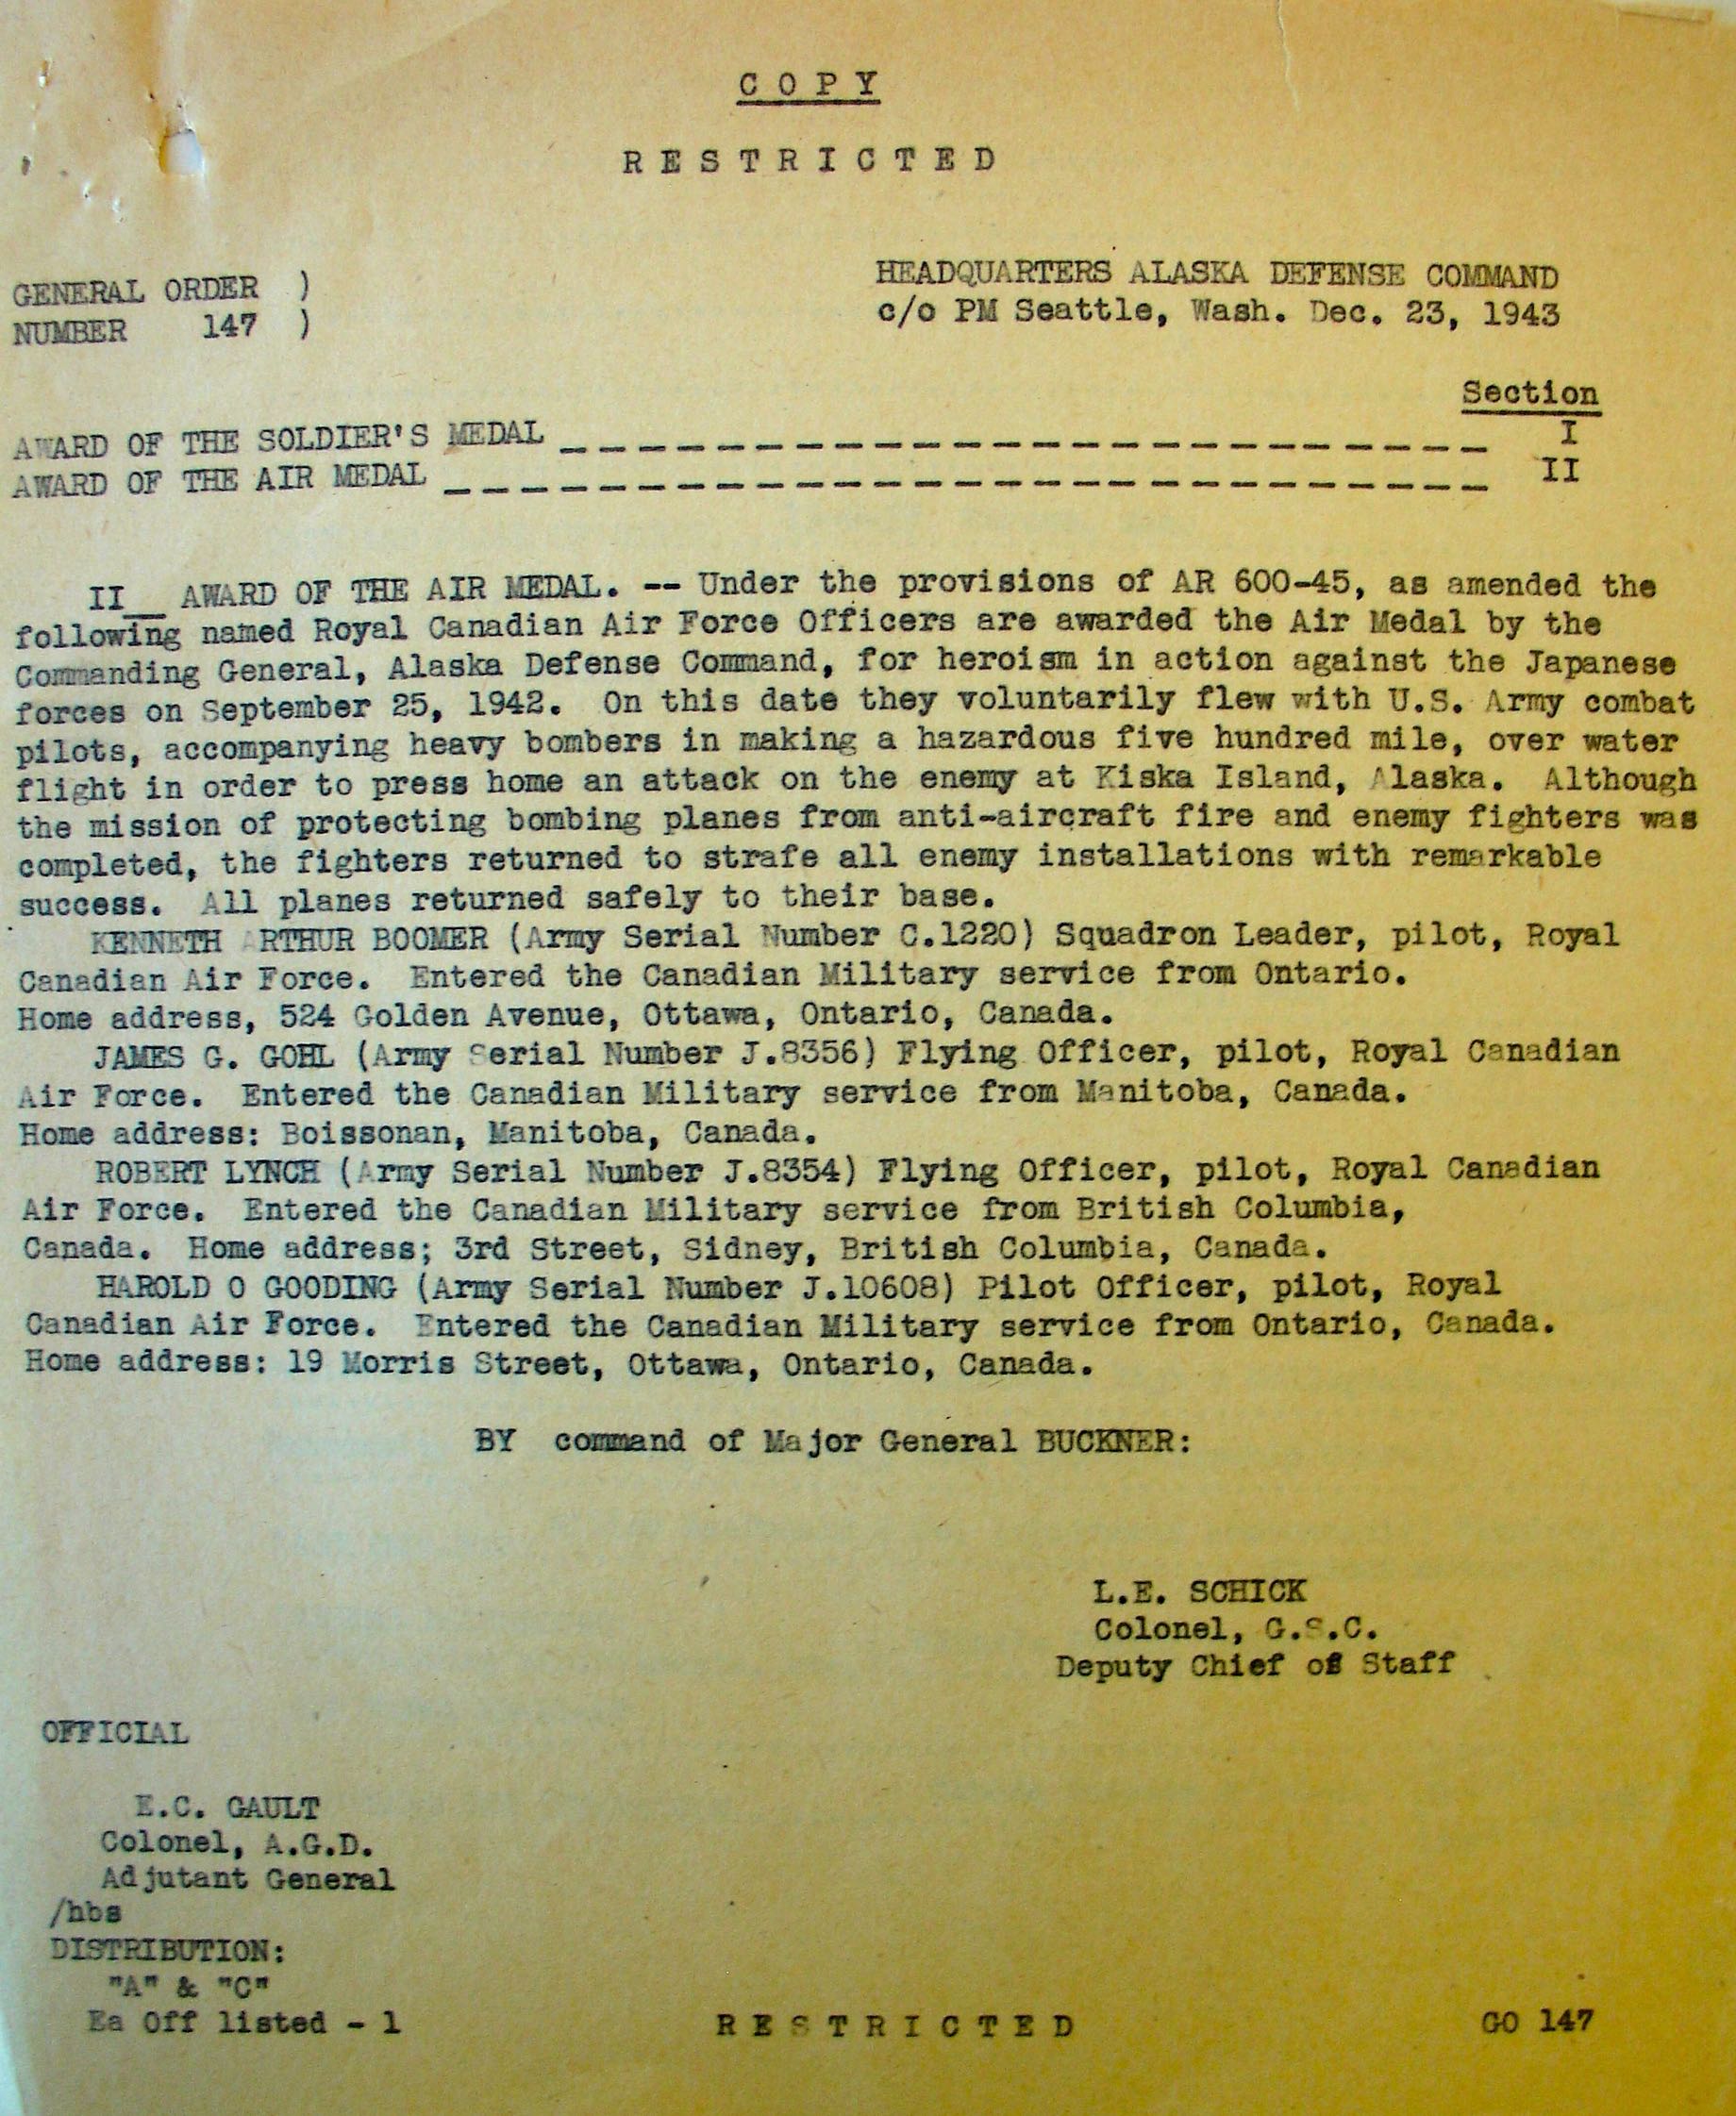 C O P Y
R E S T R I C T E D
GENERAL ORDER )
NUMBER 147 )
HEADQUARTERS ALASKA DEFENSE COMMAND
c/o PM Seattle, Wash. Dec. 23, 1943
Section
AWARD OF THE SOLDIER'S MEDAL _ _ _ _ _ _ _ _ _ _ _ _ _ _ _ _ _ _ _ _ _ _ _ _ I
AWARD OF THE AIR MEDAL _ _ _ _ _ _ _ _ _ _ _ _ _ _ _ _ _ _ _ _ _ _ _ _ _ _ _ II
II__ AWARD OF THE AIR MEDAL. -- Under the provisions of AR 600-45, as amended the
following named Royal Canadian Air Force Officers are awarded the Air Medal by the
Commanding General, Alaska Defense Command, for heroism in action against the Japanese
forces on September 25, 1942. On this date they voluntarily flew with U.S. Army combat
pilots, accompanying heavy bombers in making a hazardous five hundred mile, over water
flight in order to press home an attack on the enemy at Kiska Island, Alaska. Although
the mission of protecting bombing planes from anti-aircraft fire and enemy fighters was
completed, the fighters returned to strafe all enemy installations with remarkable
success. All planes returned safely to their base.
KENNETH ARTHUR BOOMER (Army Serial Number C.1220) Squadron Leader, pilot, Royal
Canadian Air Force. Entered the Canadian Military service from Ontario.
Home address, 524 Golden Avenue, Ottawa, Ontario, Canada.
JAMES G. GOHL (Army Serial Number J.8356) Flying Officer, pilot, Royal Canadian
Air Force. Entered the Canadian Military service from Manitoba, Canada.
Home address: Boissonan, Manitoba, Canada.
ROBERT LYNCH (Army Serial Number J.8354) Flying Officer, pilot, Royal Canadian
Air Force. Entered the Canadian Military service from British Columbia,
Canada. Home address; 3rd Street, Sidney, British Columbia, Canada.
HAROLD O GOODING (Army Serial Number J.10608) Pilot Officer, pilot, Royal
Canadian Air Force. Entered the Canadian Military service from Ontario, Canada.
Home address: 19 Morris Street, Ottawa, Ontario, Canada.
BY command of Major General BUCKNER:
L.E. SCHICK
Colonel, G.S.C.
Deputy Chief of Staff
OFFICIAL
E.C. GAULT
Colonel, A.G.D.
Adjutant General
/hbs
DISTRIBUTION:
"A" & "C"
Ea Off listed - 1
R E S T R I C T E D
GO 147